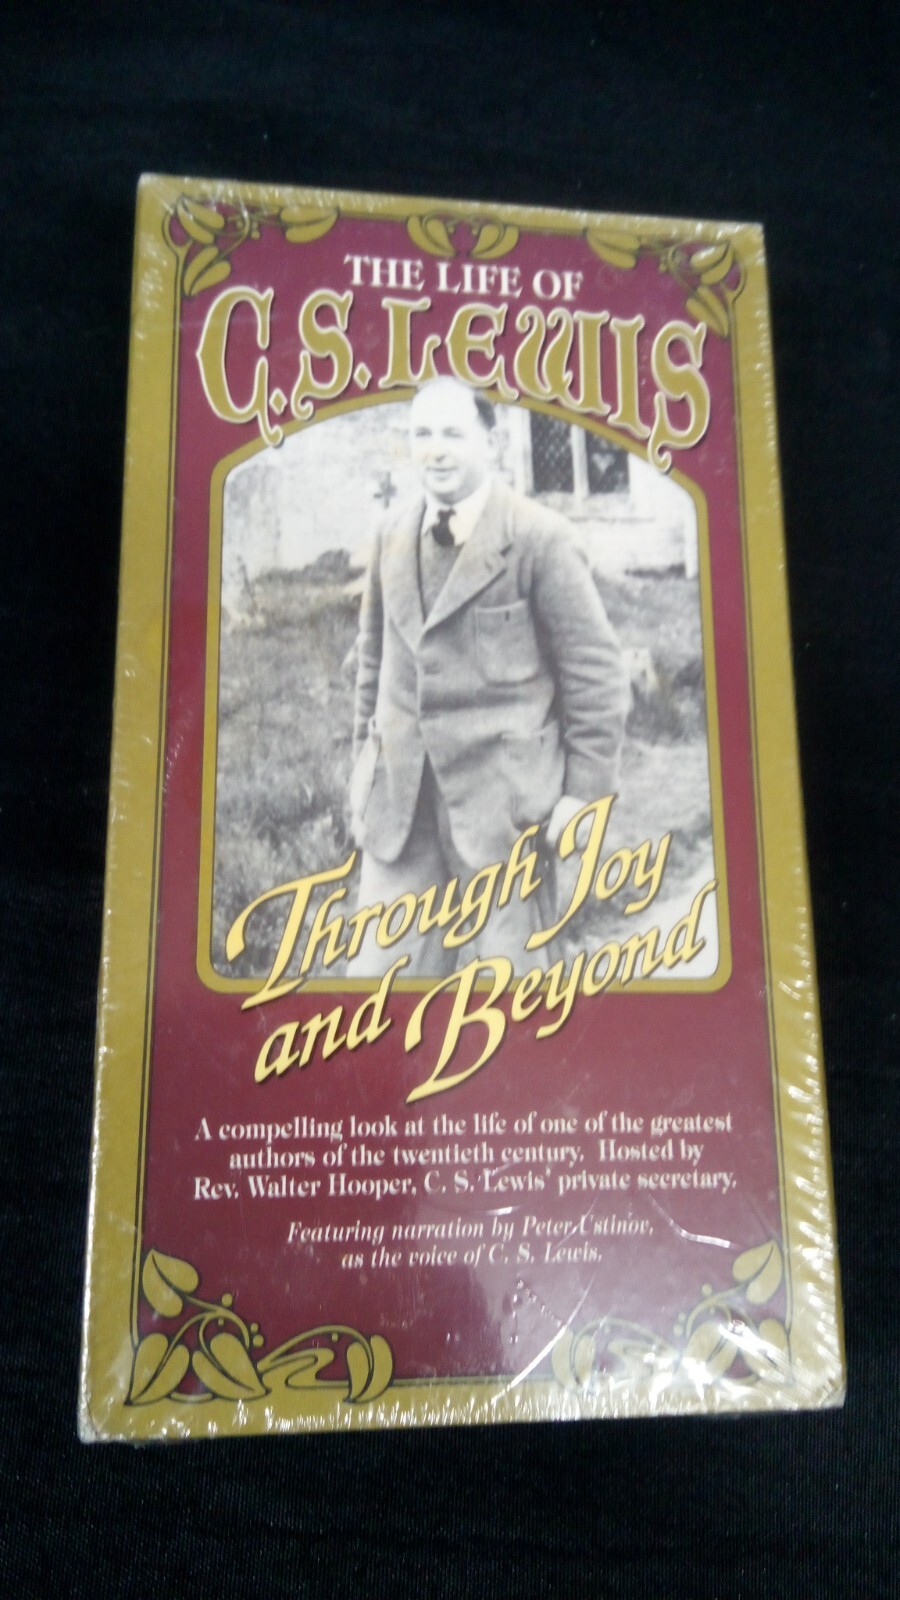 THE LIFE OF
C.S. LEWIS
Through Joy
and Beyond
A compelling look at the life of one of the greatest
authors of the twentieth century. Hosted by
Rev. Walter Hooper, C. S. Lewis' private secretary.
Featuring narration by Peter Ustinov,
as the voice of C. S. Lewis.